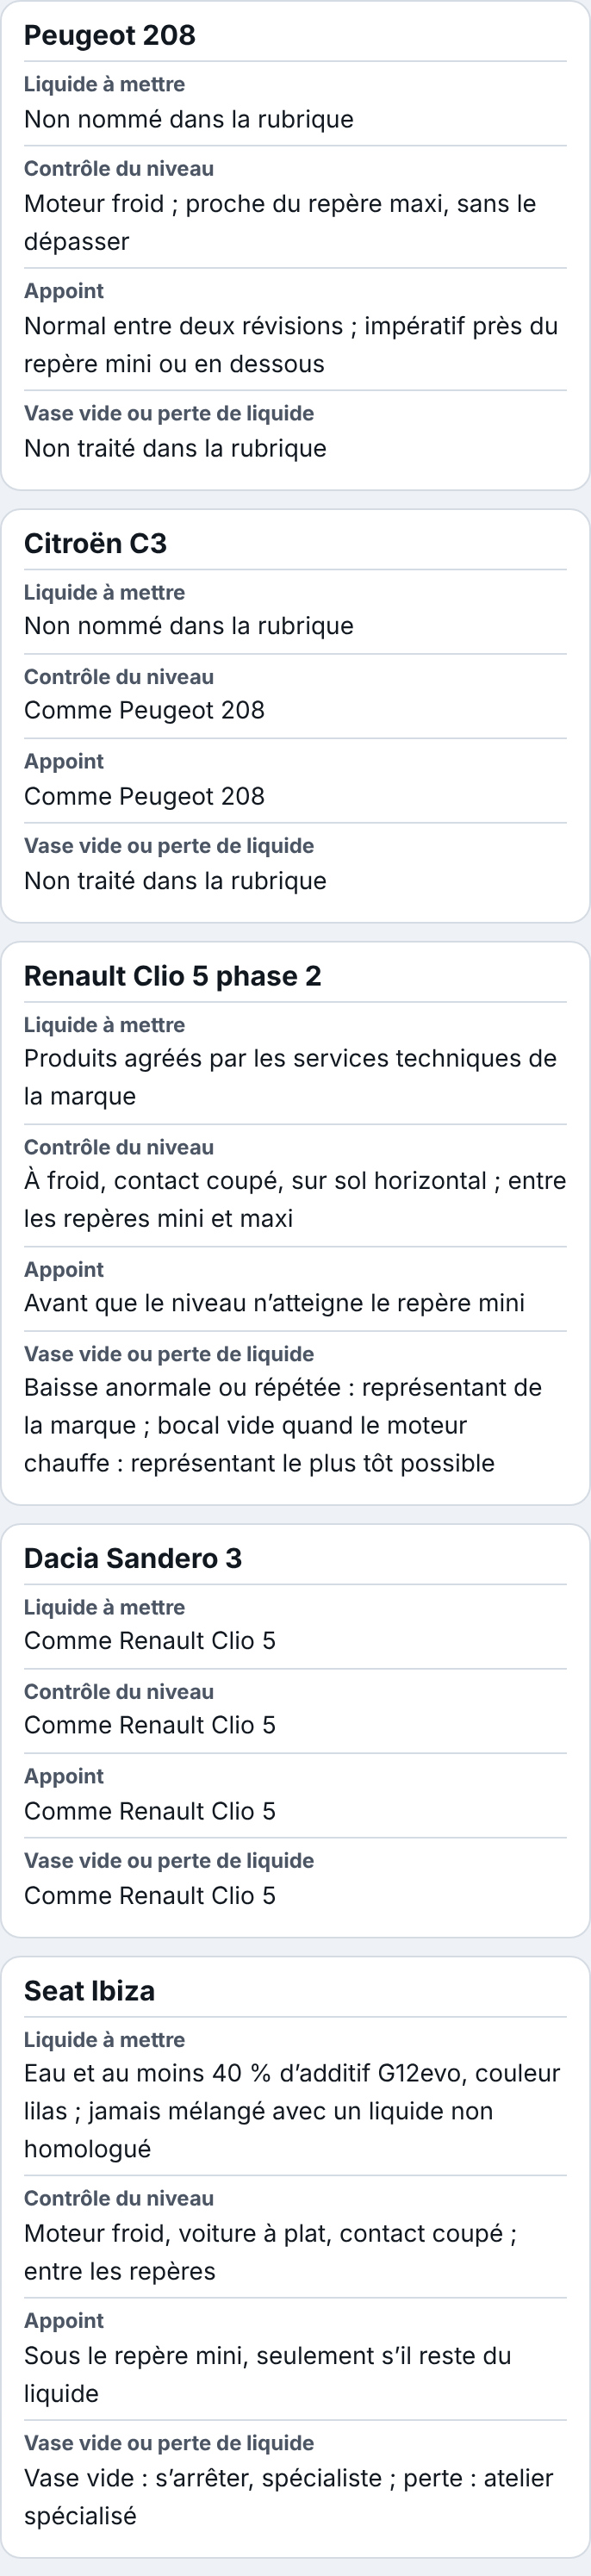 Peugeot 208
Liquide à mettre
Non nommé dans la rubrique
Contrôle du niveau
Moteur froid ; proche du repère maxi, sans le
dépasser
Appoint
Normal entre deux révisions ; impératif près du
repère mini ou en dessous
Vase vide ou perte de liquide
Non traité dans la rubrique
Citroën C3
Liquide à mettre
Non nommé dans la rubrique
Contrôle du niveau
Comme Peugeot 208
Appoint
Comme Peugeot 208
Vase vide ou perte de liquide
Non traité dans la rubrique
Renault Clio 5 phase 2
Liquide à mettre
Produits agréés par les services techniques de
la marque
Contrôle du niveau
À froid, contact coupé, sur sol horizontal ; entre
les repères mini et maxi
Appoint
Avant que le niveau n’atteigne le repère mini
Vase vide ou perte de liquide
Baisse anormale ou répétée : représentant de
la marque ; bocal vide quand le moteur
chauffe : représentant le plus tôt possible
Dacia Sandero 3
Liquide à mettre
Comme Renault Clio 5
Contrôle du niveau
Comme Renault Clio 5
Appoint
Comme Renault Clio 5
Vase vide ou perte de liquide
Comme Renault Clio 5
Seat Ibiza
Liquide à mettre
Eau et au moins 40 % d’additif G12evo, couleur
lilas ; jamais mélangé avec un liquide non
homologué
Contrôle du niveau
Moteur froid, voiture à plat, contact coupé ;
entre les repères
Appoint
Sous le repère mini, seulement s’il reste du
liquide
Vase vide ou perte de liquide
Vase vide : s’arrêter, spécialiste ; perte : atelier
spécialisé